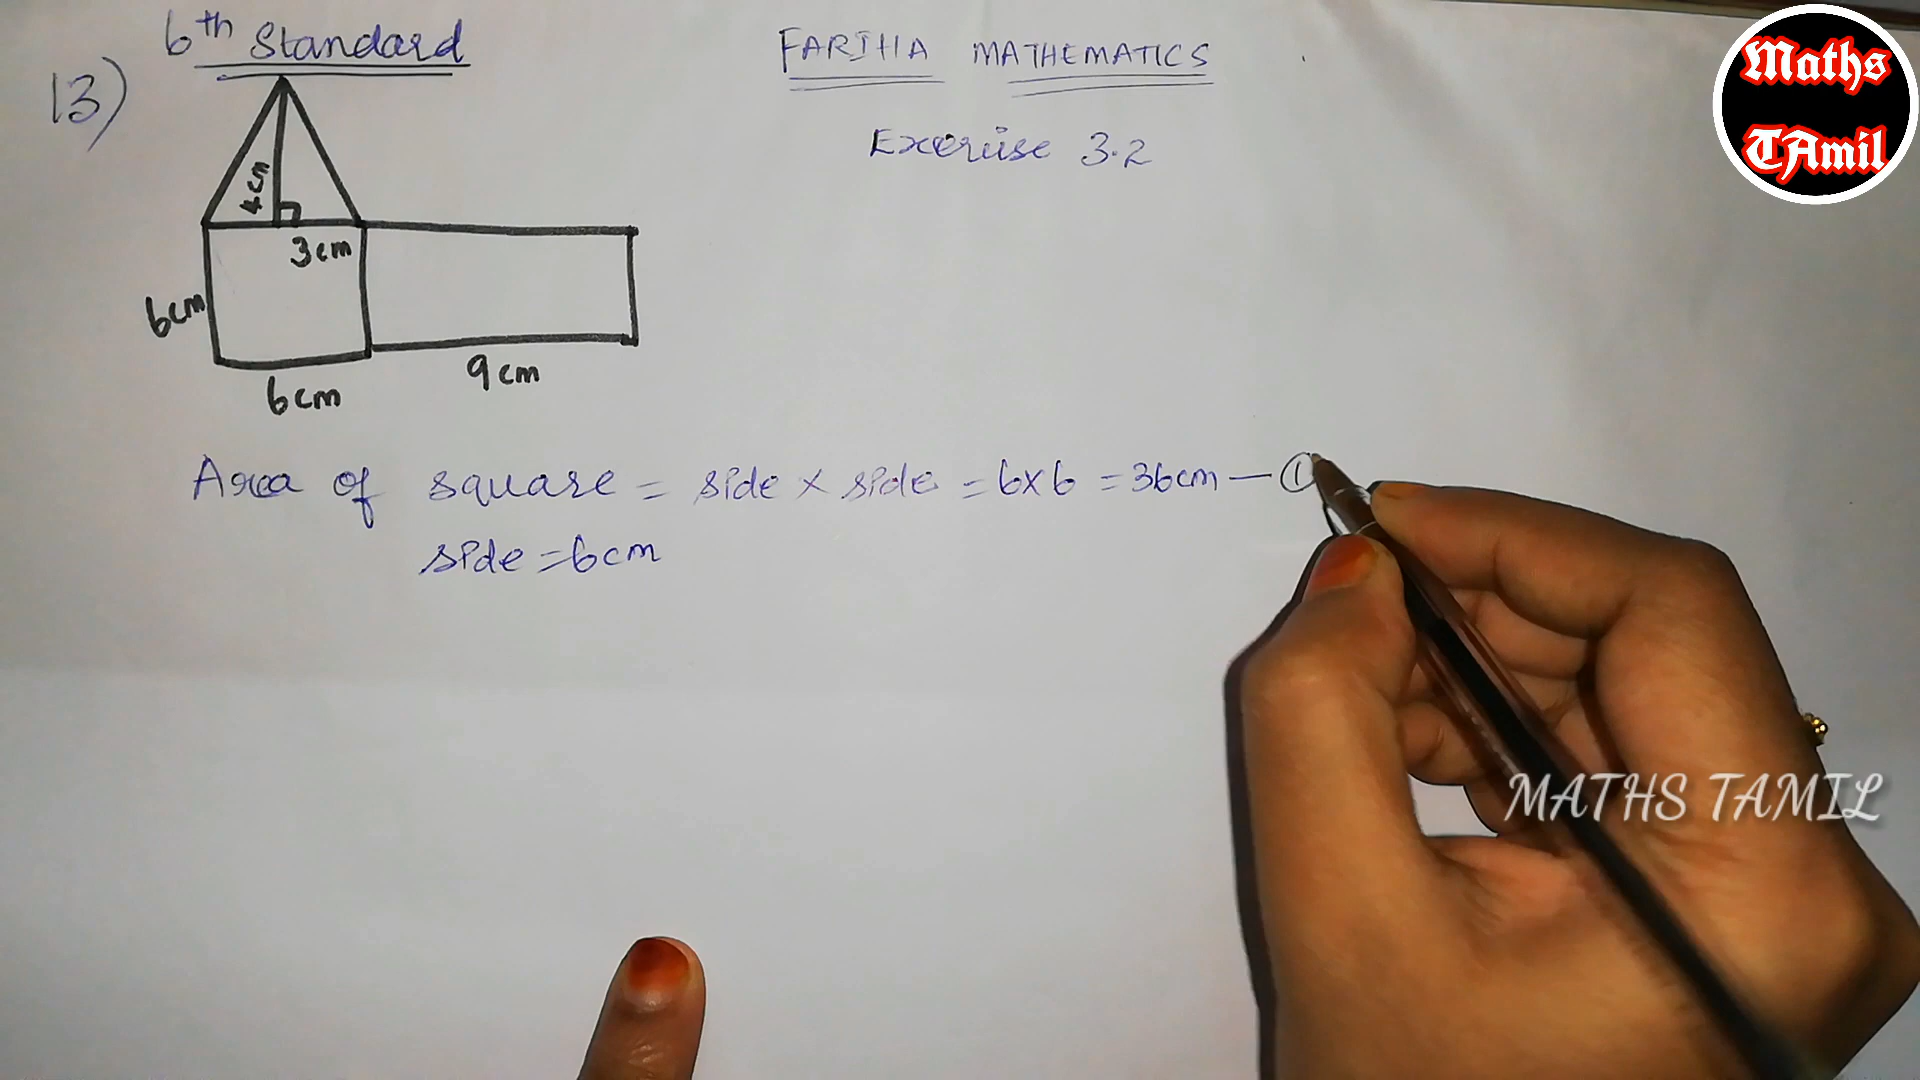 6th Standard
FARIHA MATHEMATICS
Exercise 3.2
13)
4cm
3cm
6cm
9cm
6cm
Area of square = side × side = 6×6 = 36cm — ①
side = 6cm
Maths
TAmil
MATHS TAMIL